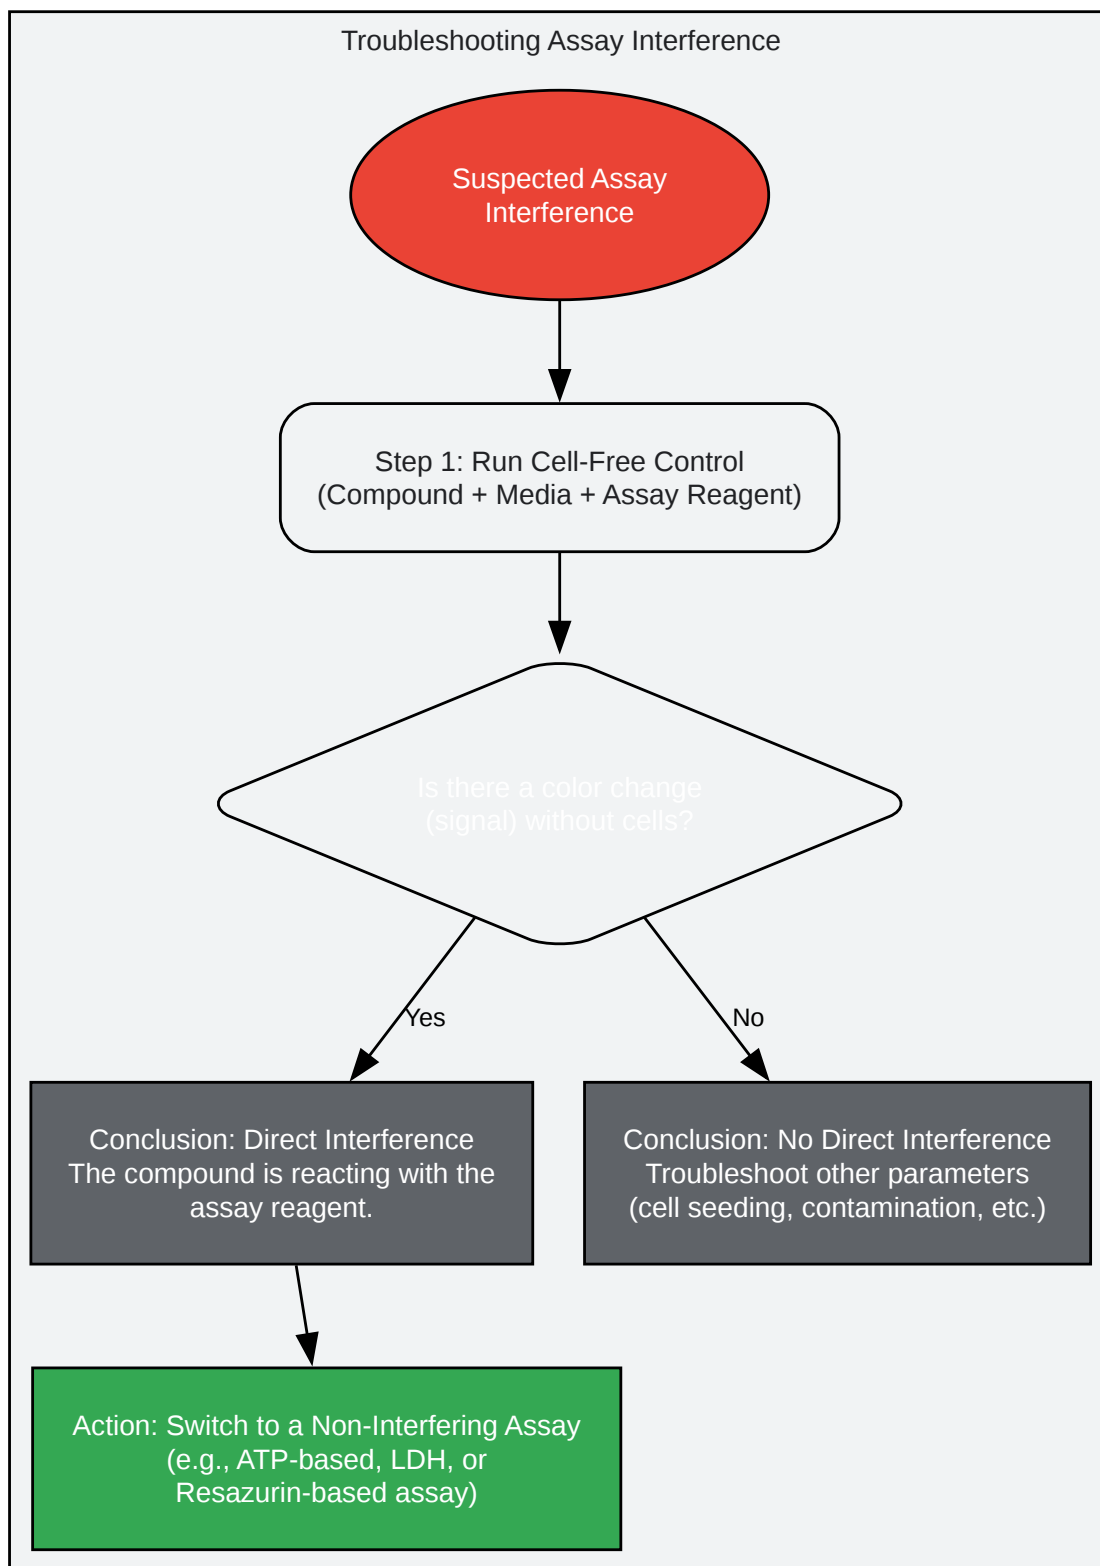 Troubleshooting Assay Interference
Suspected Assay
Interference
Step 1: Run Cell-Free Control
(Compound + Media + Assay Reagent)
Is there a color change
(signal) without cells?
Yes
No
Conclusion: Direct Interference
The compound is reacting with the
assay reagent.
Conclusion: No Direct Interference
Troubleshoot other parameters
(cell seeding, contamination, etc.)
Action: Switch to a Non-Interfering Assay
(e.g., ATP-based, LDH, or
Resazurin-based assay)